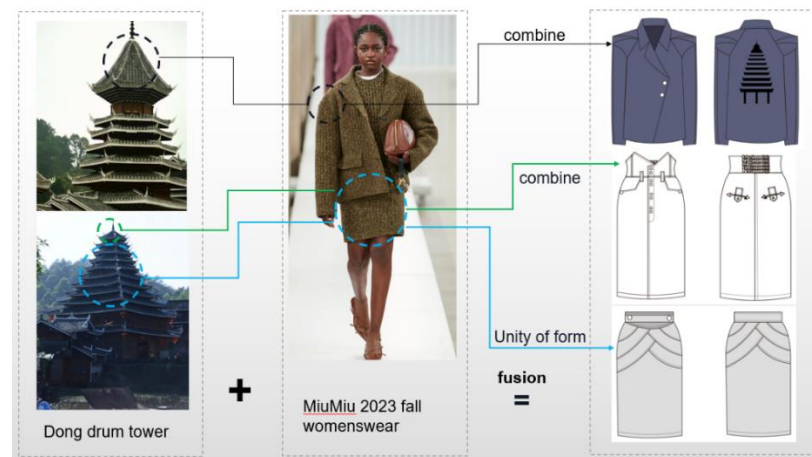 combine
combine
Unity of form
fusion
+
=
Dong drum tower
MiuMiu 2023 fall
womenswear